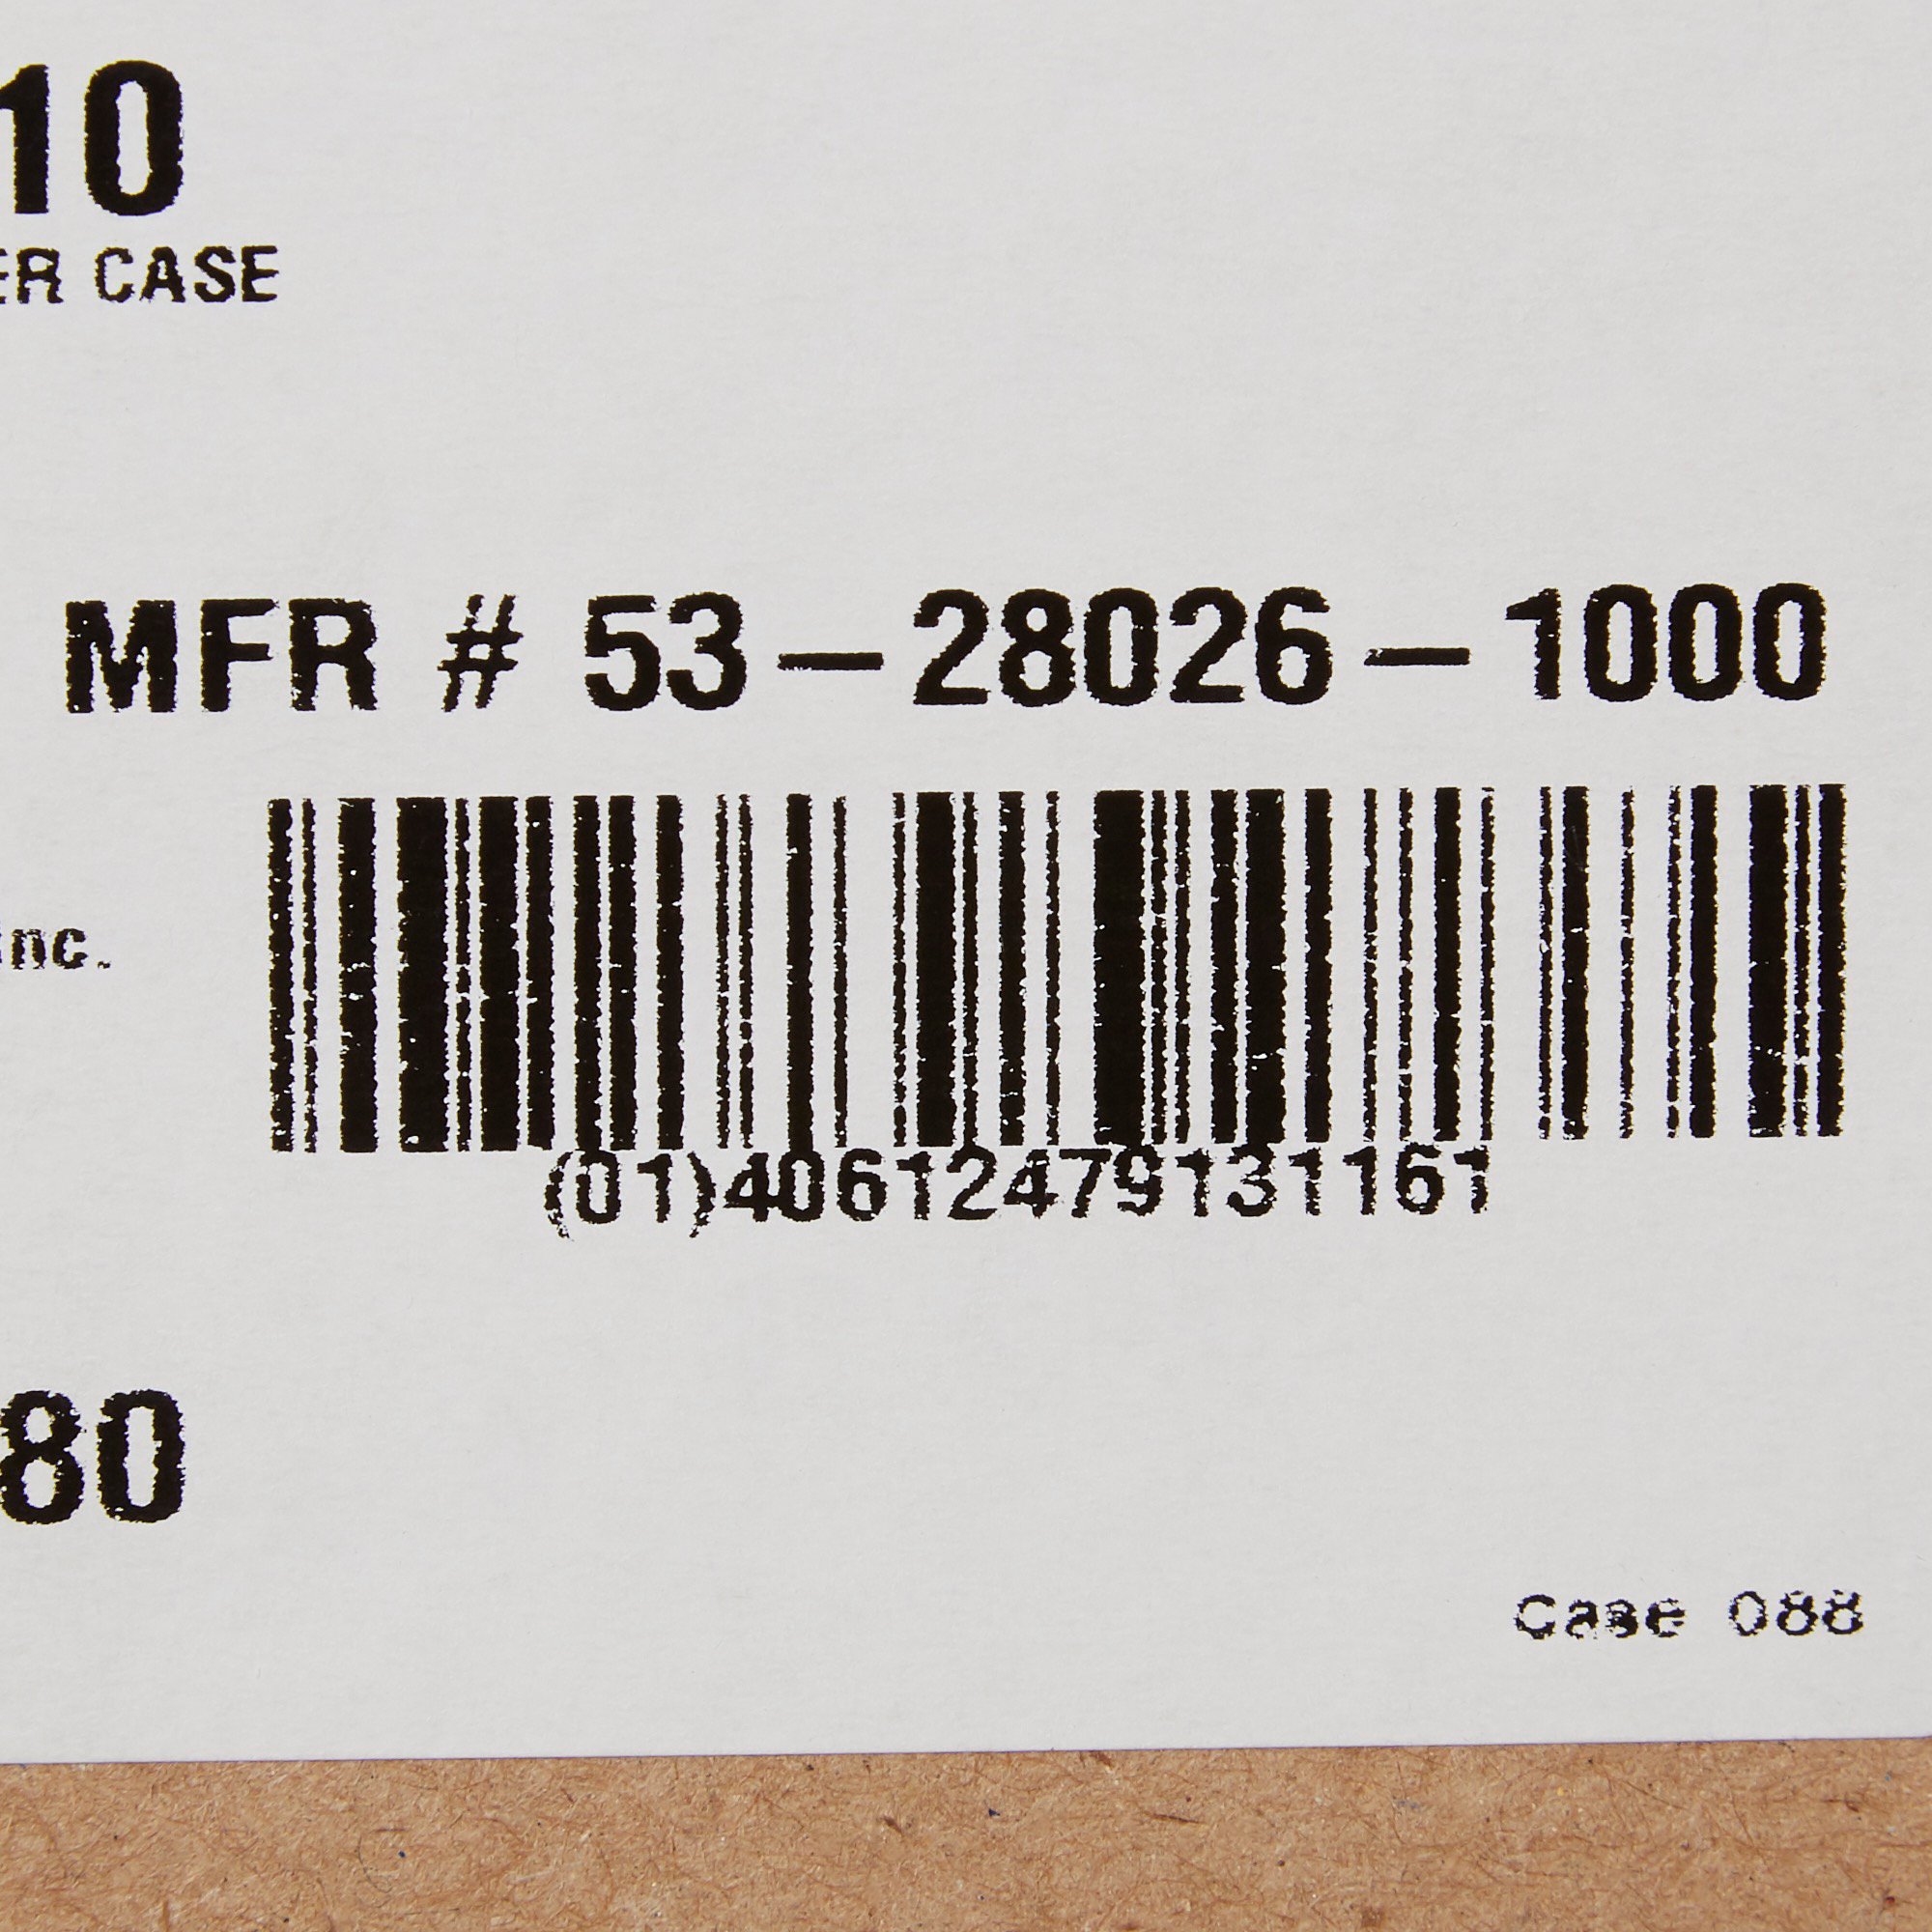 10
ER CASE
MFR # 53-28026-1000
inc.
(01)40612479131161
80
Case 088